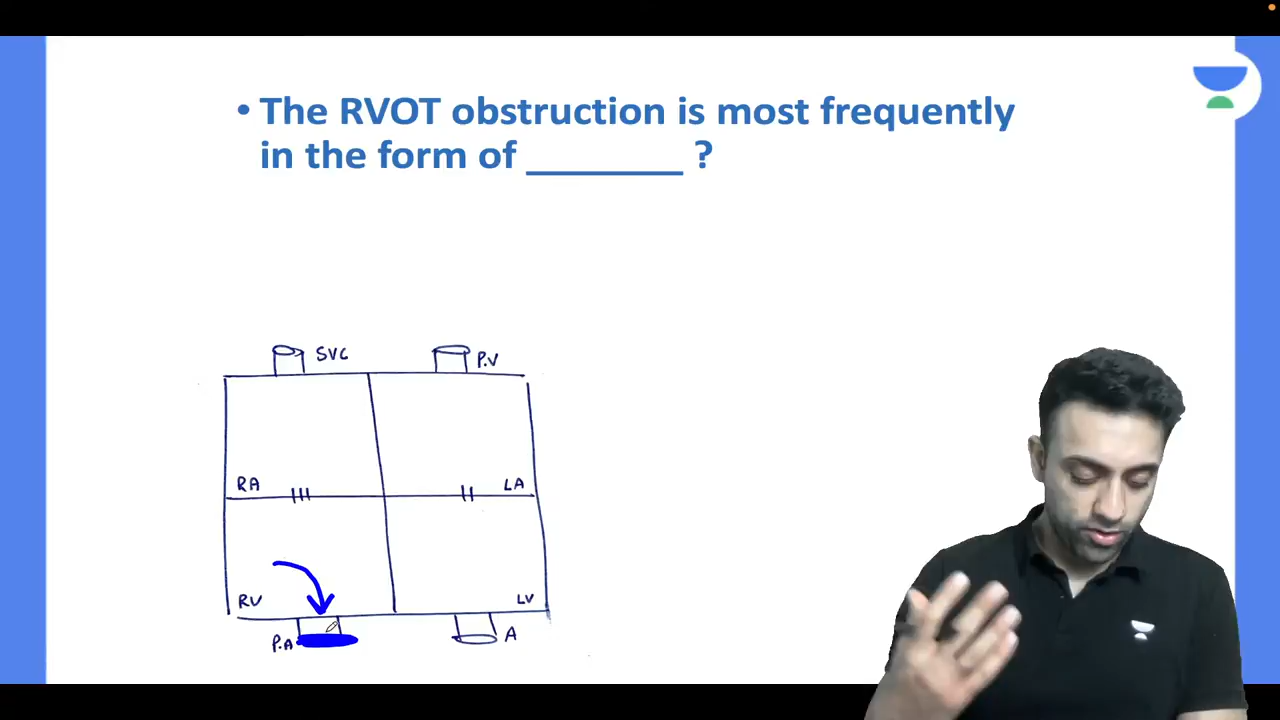 • The RVOT obstruction is most frequently
in the form of ________ ?
SVC
P.V
RA
LA
RV
LV
P.A
A